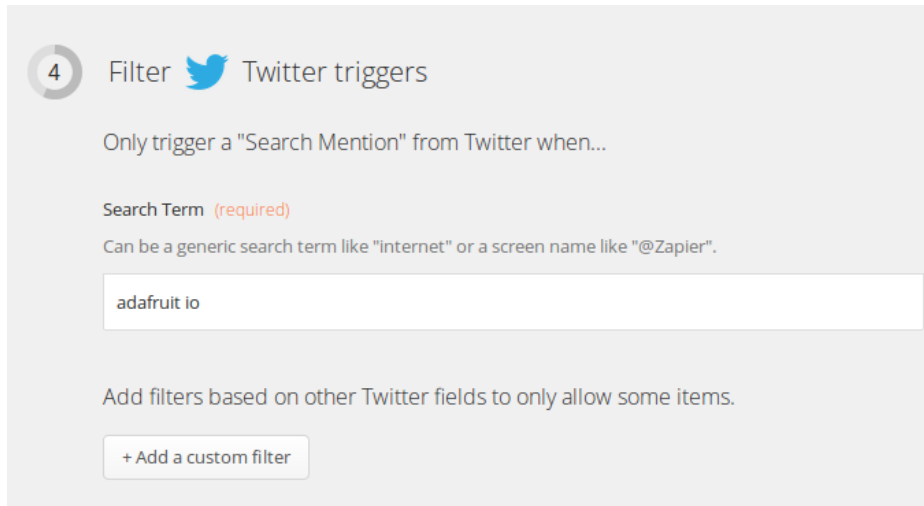 4 Filter Twitter triggers
Only trigger a "Search Mention" from Twitter when...
Search Term (required)
Can be a generic search term like "internet" or a screen name like "@Zapier".
adafruit io
Add filters based on other Twitter fields to only allow some items.
+ Add a custom filter